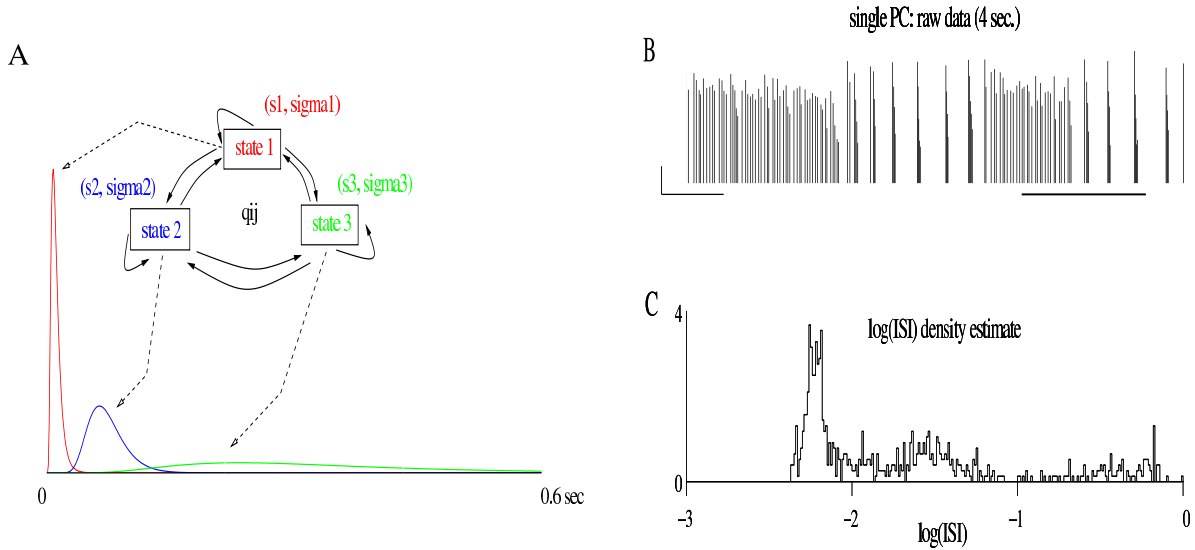 A
(s1, sigma1)
state 1
(s2, sigma2)
(s3, sigma3)
state 2
qij
state 3
0
0.6 sec
single PC: raw data (4 sec.)
B
C
4
log(ISI) density estimate
0
−3
−2
−1
0
log(ISI)